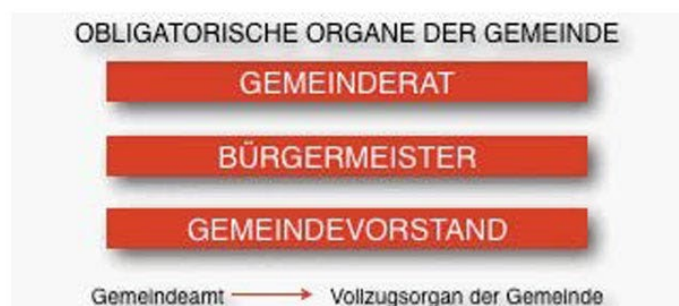 OBLIGATORISCHE ORGANE DER GEMEINDE
GEMEINDERAT
BÜRGERMEISTER
GEMEINDEVORSTAND
Gemeindeamt → Vollzugsorgan der Gemeinde